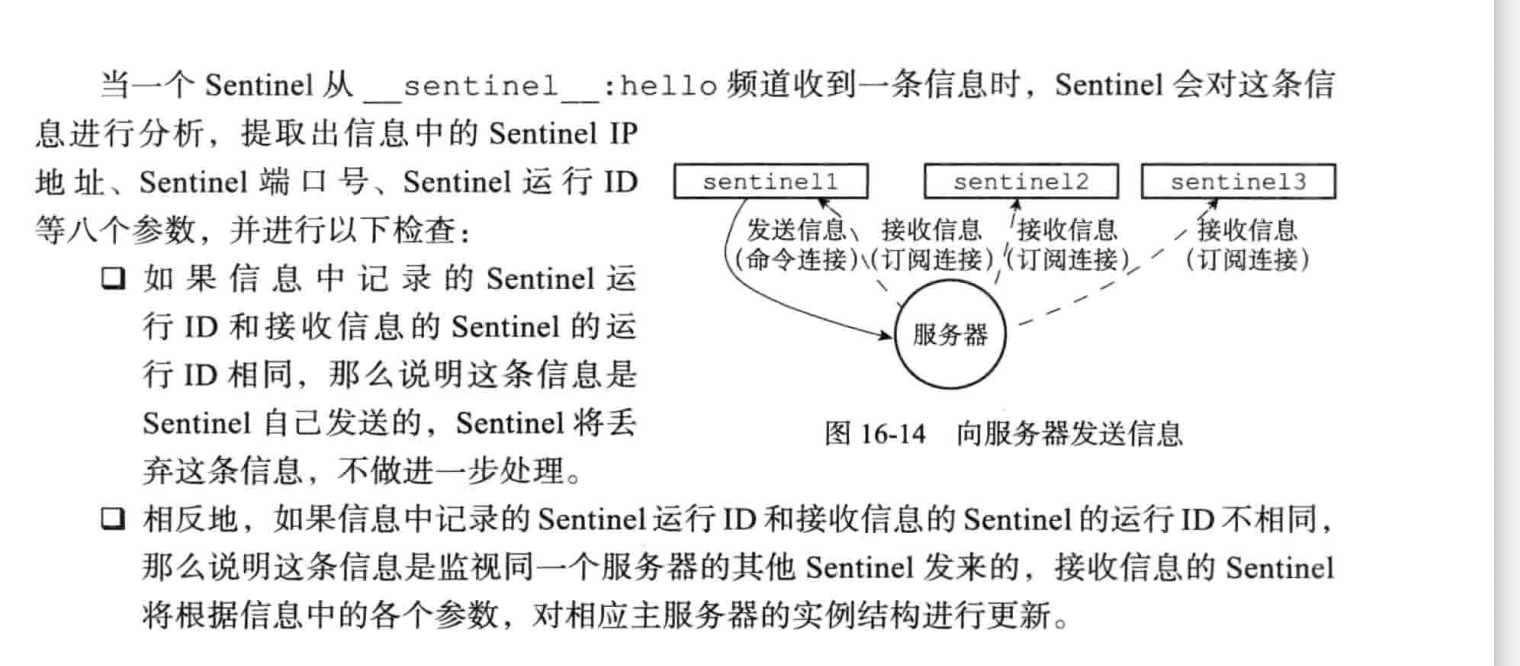 当一个 Sentinel 从 __sentinel__:hello 频道收到一条信息时，Sentinel 会对这条信
息进行分析，提取出信息中的 Sentinel IP
地址、Sentinel 端口号、Sentinel 运行 ID
等八个参数，并进行以下检查：
❑ 如果信息中记录的 Sentinel 运
行 ID 和接收信息的 Sentinel 的运
行 ID 相同，那么说明这条信息是
Sentinel 自己发送的，Sentinel 将丢
弃这条信息，不做进一步处理。
sentinel1 sentinel2 sentinel3
发送信息 接收信息 接收信息 接收信息
(命令连接) (订阅连接) (订阅连接) (订阅连接)
服务器
图 16-14 向服务器发送信息
❑ 相反地，如果信息中记录的 Sentinel 运行 ID 和接收信息的 Sentinel 的运行 ID 不相同，
那么说明这条信息是监视同一个服务器的其他 Sentinel 发来的，接收信息的 Sentinel
将根据信息中的各个参数，对相应主服务器的实例结构进行更新。